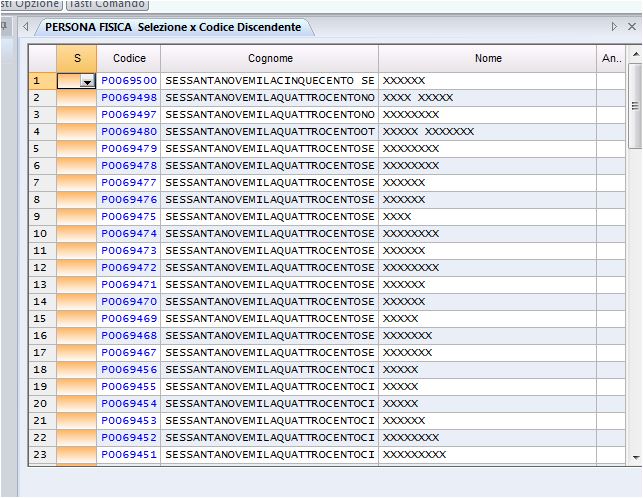 sti Opzione Tasti Comando
PERSONA FISICA Selezione x Codice Discendente
S Codice Cognome Nome An..
1 P0069500 SESSANTANOVEMILACINQUECENTO SE XXXXXX
2 P0069498 SESSANTANOVEMILAQUATTROCENTONO XXXX XXXXX
3 P0069497 SESSANTANOVEMILAQUATTROCENTONO XXXXXXXX
4 P0069480 SESSANTANOVEMILAQUATTROCENTOOT XXXXX XXXXXXX
5 P0069479 SESSANTANOVEMILAQUATTROCENTOSE XXXXXXXX
6 P0069478 SESSANTANOVEMILAQUATTROCENTOSE XXXXXXXX
7 P0069477 SESSANTANOVEMILAQUATTROCENTOSE XXXXXX
8 P0069476 SESSANTANOVEMILAQUATTROCENTOSE XXXXXX
9 P0069475 SESSANTANOVEMILAQUATTROCENTOSE XXXX
10 P0069474 SESSANTANOVEMILAQUATTROCENTOSE XXXXXXXX
11 P0069473 SESSANTANOVEMILAQUATTROCENTOSE XXXXXX
12 P0069472 SESSANTANOVEMILAQUATTROCENTOSE XXXXXXXX
13 P0069471 SESSANTANOVEMILAQUATTROCENTOSE XXXXXX
14 P0069470 SESSANTANOVEMILAQUATTROCENTOSE XXXXXX
15 P0069469 SESSANTANOVEMILAQUATTROCENTOSE XXXXX
16 P0069468 SESSANTANOVEMILAQUATTROCENTOSE XXXXXXX
17 P0069467 SESSANTANOVEMILAQUATTROCENTOSE XXXXXXX
18 P0069456 SESSANTANOVEMILAQUATTROCENTOCI XXXXX
19 P0069455 SESSANTANOVEMILAQUATTROCENTOCI XXXXX
20 P0069454 SESSANTANOVEMILAQUATTROCENTOCI XXXXX
21 P0069453 SESSANTANOVEMILAQUATTROCENTOCI XXXXXX
22 P0069452 SESSANTANOVEMILAQUATTROCENTOCI XXXXXXXX
23 P0069451 SESSANTANOVEMILAQUATTROCENTOCI XXXXXXXXX